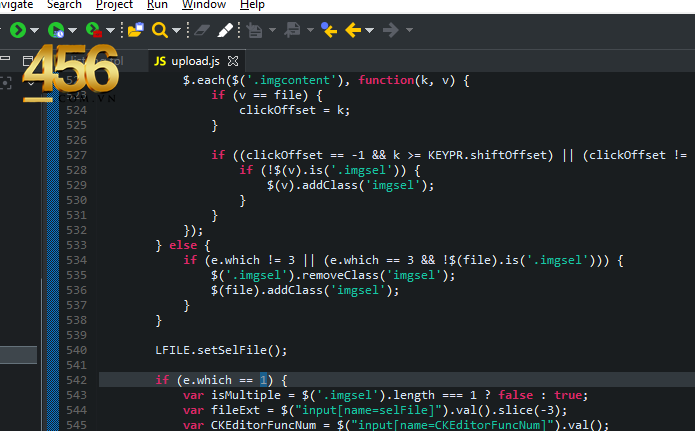 vigate Search Project Run Window Help
upload.js
456
.COM.VN
$.each($('.imgcontent'), function(k, v) {
523 if (v == file) {
524 clickOffset = k;
525 }
526
527 if ((clickOffset == -1 && k >= KEYPR.shiftOffset) || (clickOffset !=
528 if (!$(v).is('.imgsel')) {
529 $(v).addClass('imgsel');
530 }
531 }
532 });
533 } else {
534 if (e.which != 3 || (e.which == 3 && !$(file).is('.imgsel'))) {
535 $('.imgsel').removeClass('imgsel');
536 $(file).addClass('imgsel');
537 }
538 }
539
540 LFILE.setSelFile();
541
542 if (e.which == 1) {
543 var isMultiple = $('.imgsel').length === 1 ? false : true;
544 var fileExt = $("input[name=selFile]").val().slice(-3);
545 var CKEditorFuncNum = $("input[name=CKEditorFuncNum]").val();